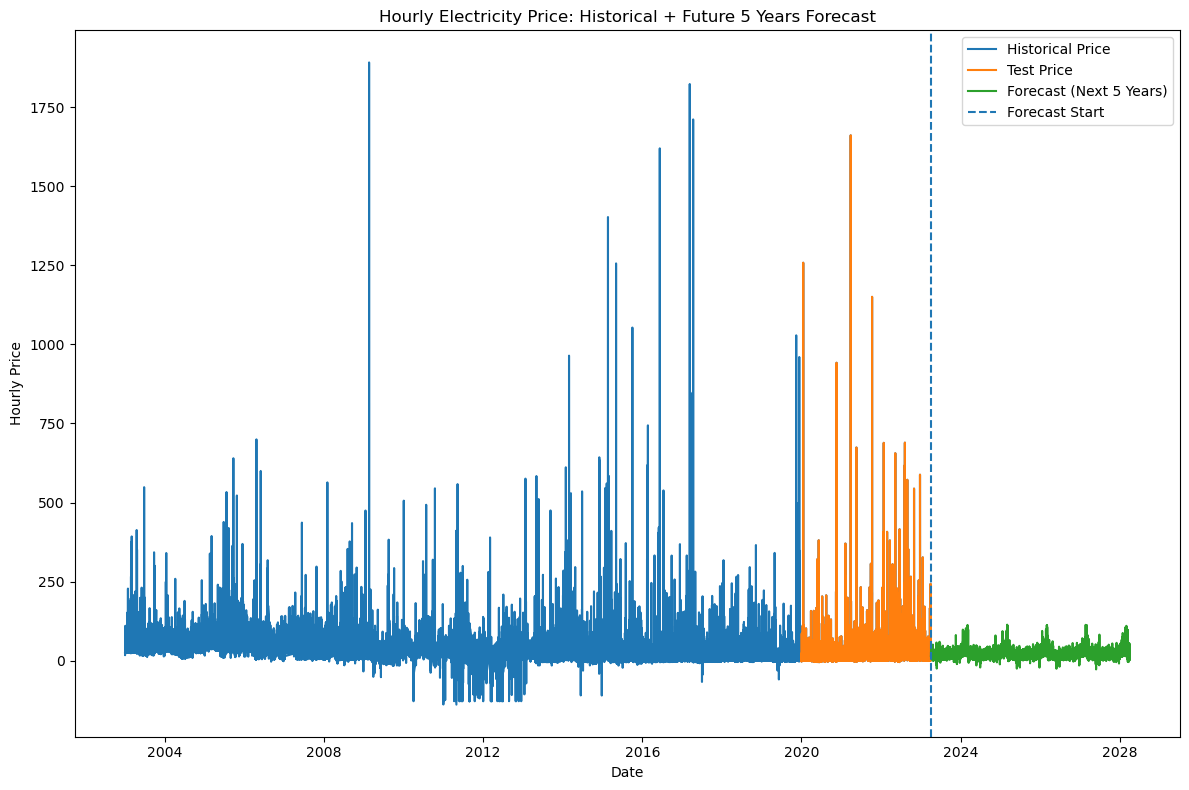 Hourly Electricity Price: Historical + Future 5 Years Forecast
Historical Price
Test Price
Forecast (Next 5 Years)
Forecast Start
Hourly Price
1750
1500
1250
1000
750
500
250
0
2004
2008
2012
2016
2020
2024
2028
Date